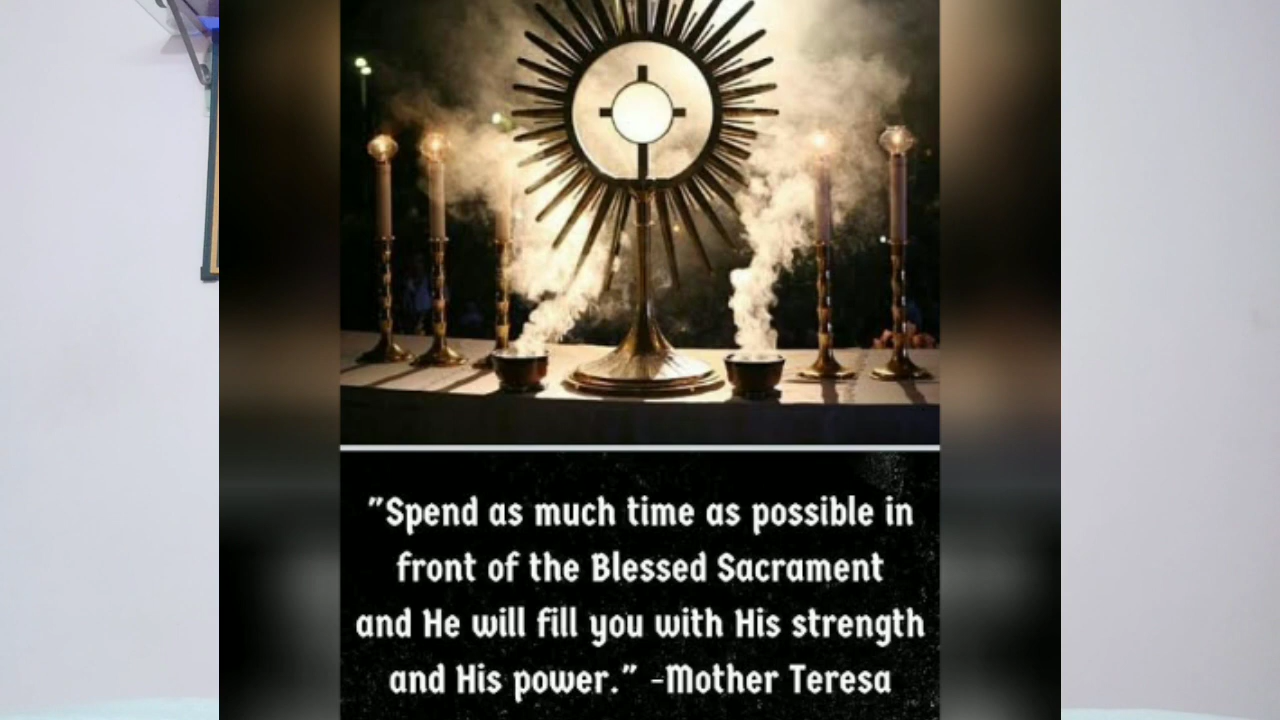 "Spend as much time as possible in
front of the Blessed Sacrament
and He will fill you with His strength
and His power." -Mother Teresa